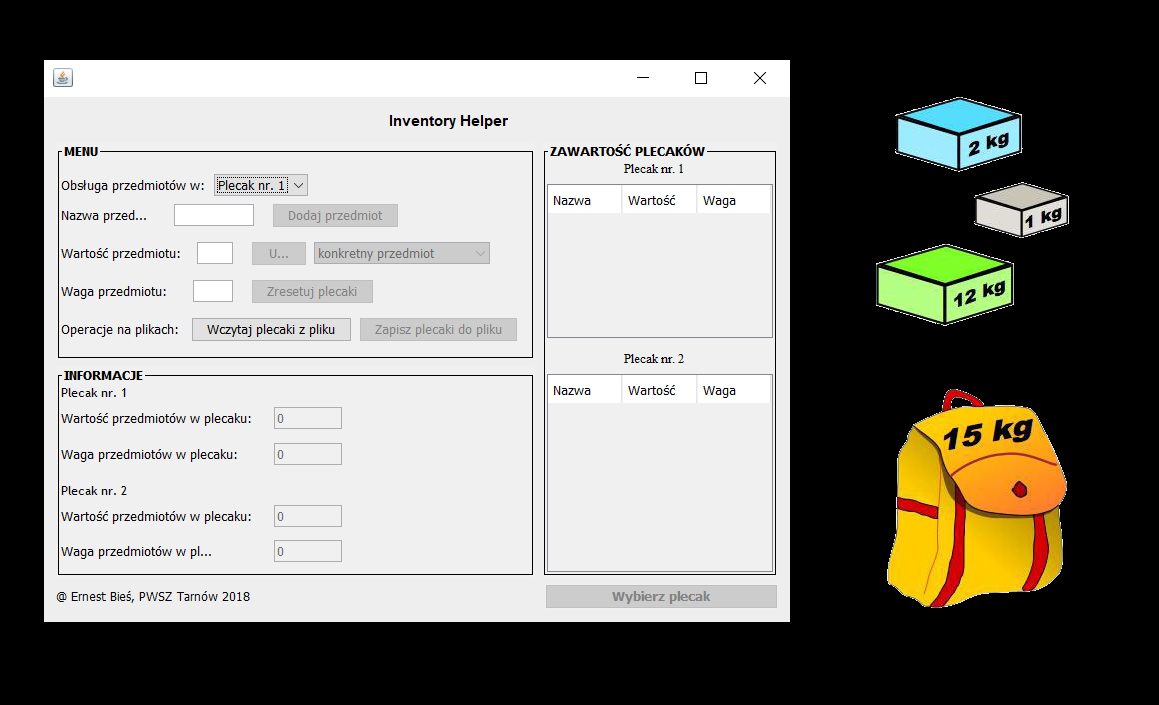 Inventory Helper
MENU
Obsługa przedmiotów w: Plecak nr. 1
Nazwa przed... Dodaj przedmiot
Wartość przedmiotu: U... konkretny przedmiot
Waga przedmiotu: Zresetuj plecaki
Operacje na plikach: Wczytaj plecaki z pliku Zapisz plecaki do pliku
INFORMACJE
Plecak nr. 1
Wartość przedmiotów w plecaku: 0
Waga przedmiotów w plecaku: 0
Plecak nr. 2
Wartość przedmiotów w plecaku: 0
Waga przedmiotów w pl... 0
@ Ernest Bieś, PWSZ Tarnów 2018
ZAWARTOŚĆ PLECAKÓW
Plecak nr. 1
Nazwa Wartość Waga
Plecak nr. 2
Nazwa Wartość Waga
Wybierz plecak
2 kg
1 kg
12 kg
15 kg